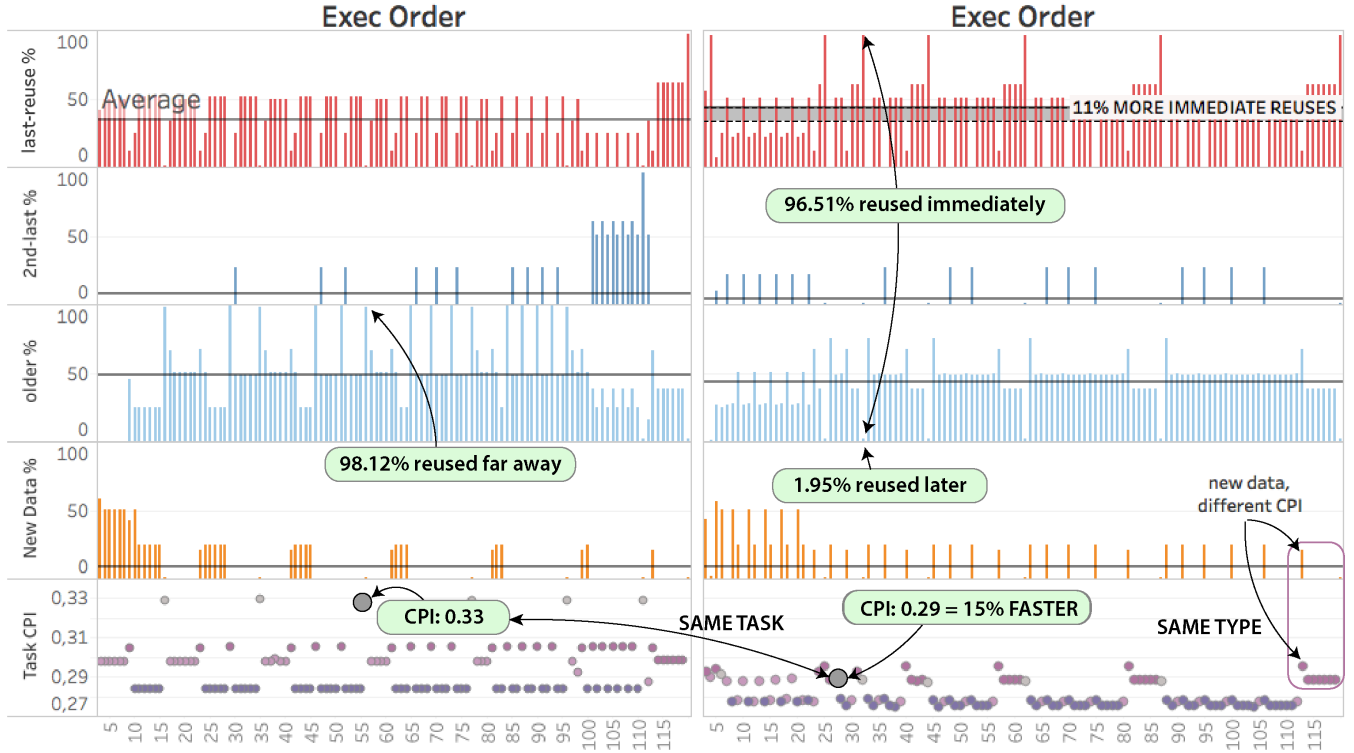 Exec Order
Exec Order
last-reuse %
100
50
0
Average
11% MORE IMMEDIATE REUSES
2nd-last %
100
50
0
96.51% reused immediately
older %
100
50
0
98.12% reused far away
1.95% reused later
New Data %
100
50
0
new data,
different CPI
Task CPI
0,33
0,31
0,29
0,27
CPI: 0.33
SAME TASK
CPI: 0.29 = 15% FASTER
SAME TYPE
5 10 15 20 25 30 35 40 45 50 55 60 65 70 75 80 85 90 95 100 105 110 115
5 10 15 20 25 30 35 40 45 50 55 60 65 70 75 80 85 90 95 100 105 110 115